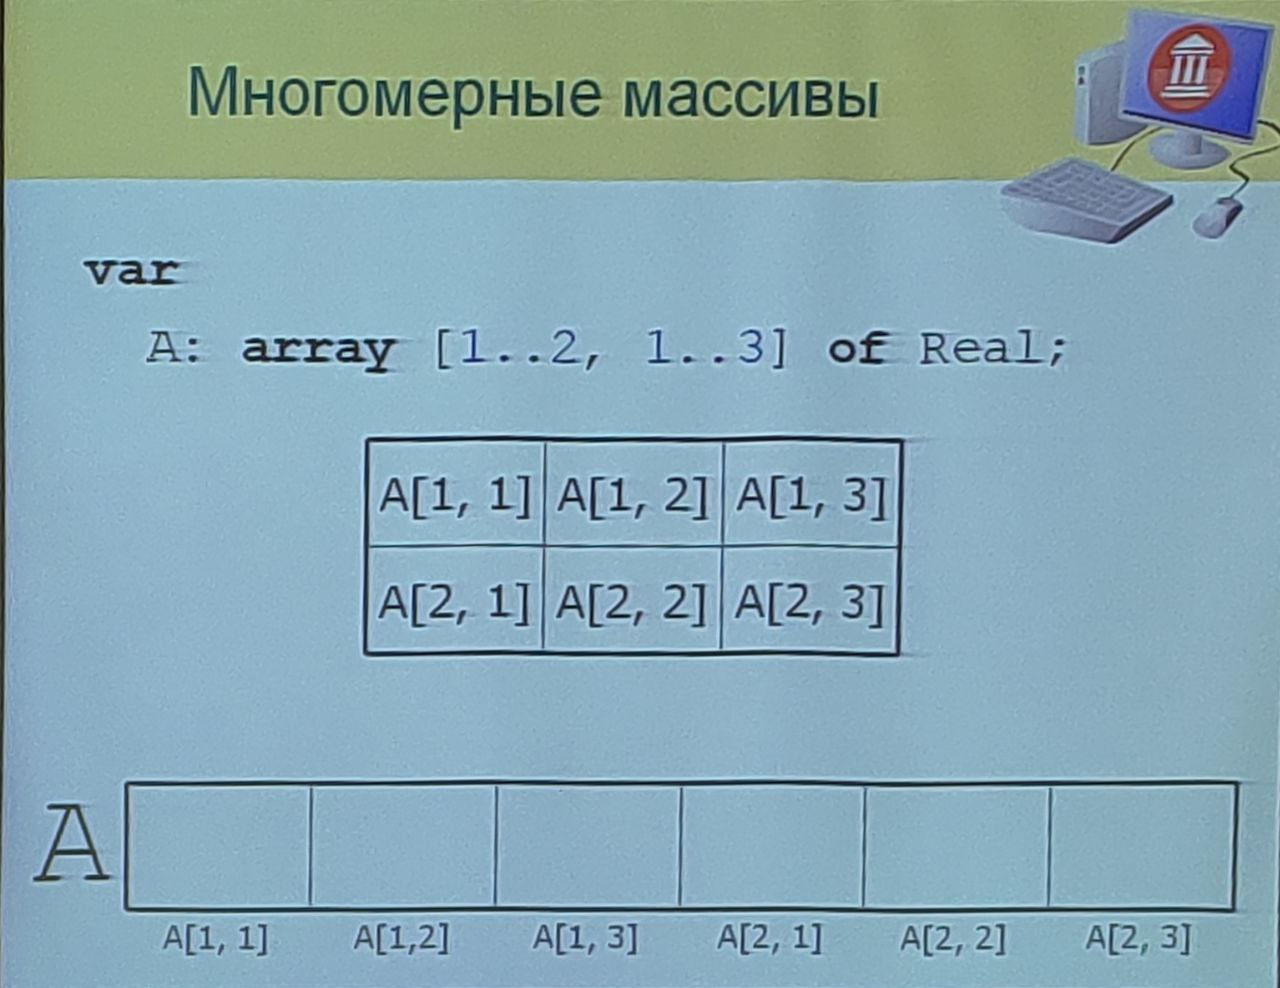 Многомерные массивы
var
A: array [1..2, 1..3] of Real;
A[1, 1] A[1, 2] A[1, 3]
A[2, 1] A[2, 2] A[2, 3]
A
A[1, 1] A[1,2] A[1, 3] A[2, 1] A[2, 2] A[2, 3]